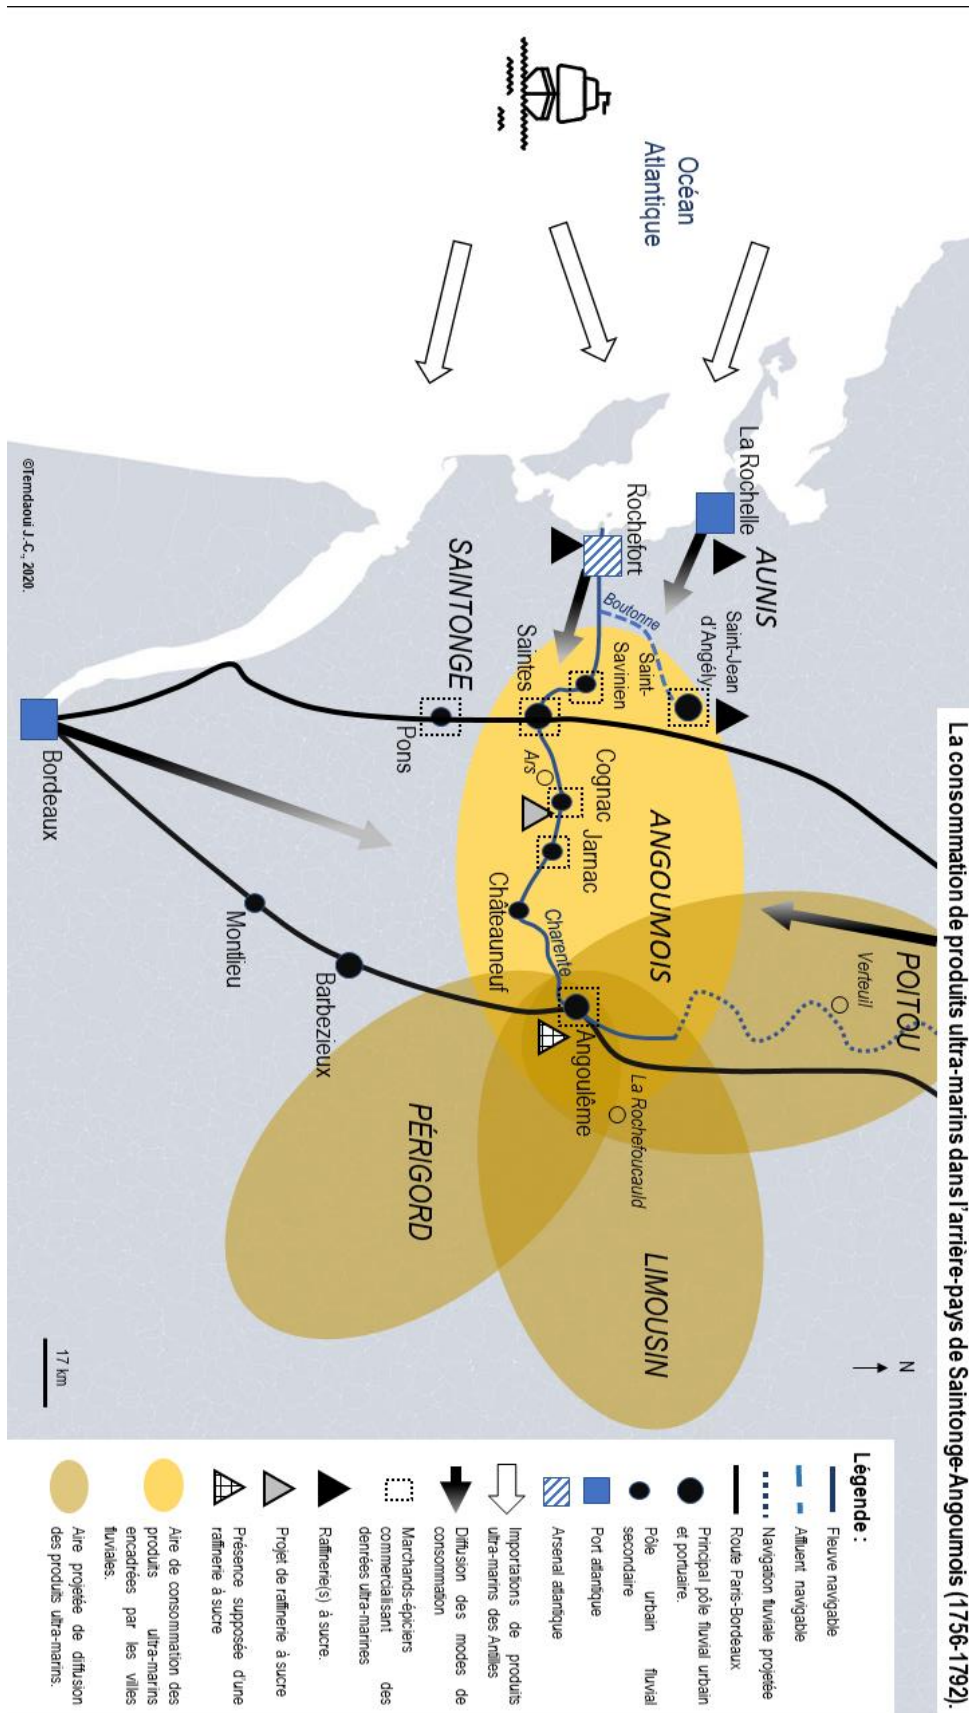 La consommation de produits ultra-marins dans l'arrière-pays de Saintonge-Angoumois (1756-1792).
Océan
Atlantique
N
POITOU
Verteuil
AUNIS
La Rochelle
Saint-Jean
d'Angély
Boutonne
Rochefort
Saint-
Savinien
ANGOUMOIS
LIMOUSIN
La Rochefoucauld
Saintes
Ars
Cognac
Jarnac
Charente
Angoulême
Châteauneuf
SAINTONGE
Pons
PÉRIGORD
Barbezieux
Montlieu
Bordeaux
17 km
©Temdaoui J.-C., 2020.
Légende :
Fleuve navigable
Affluent navigable
Navigation fluviale projetée
Route Paris-Bordeaux
Principal pôle fluvial urbain
et portuaire.
Pôle urbain fluvial
secondaire
Port atlantique
Arsenal atlantique
Importations de produits
ultra-marins des Antilles
Diffusion des modes de
consommation
Marchands-épiciers
commercialisant des
denrées ultra-marines
Raffinerie(s) à sucre.
Projet de raffinerie à sucre
Présence supposée d'une
raffinerie à sucre
Aire de consommation des
produits ultra-marins
encadrées par les villes
fluviales.
Aire projetée de diffusion
des produits ultra-marins.